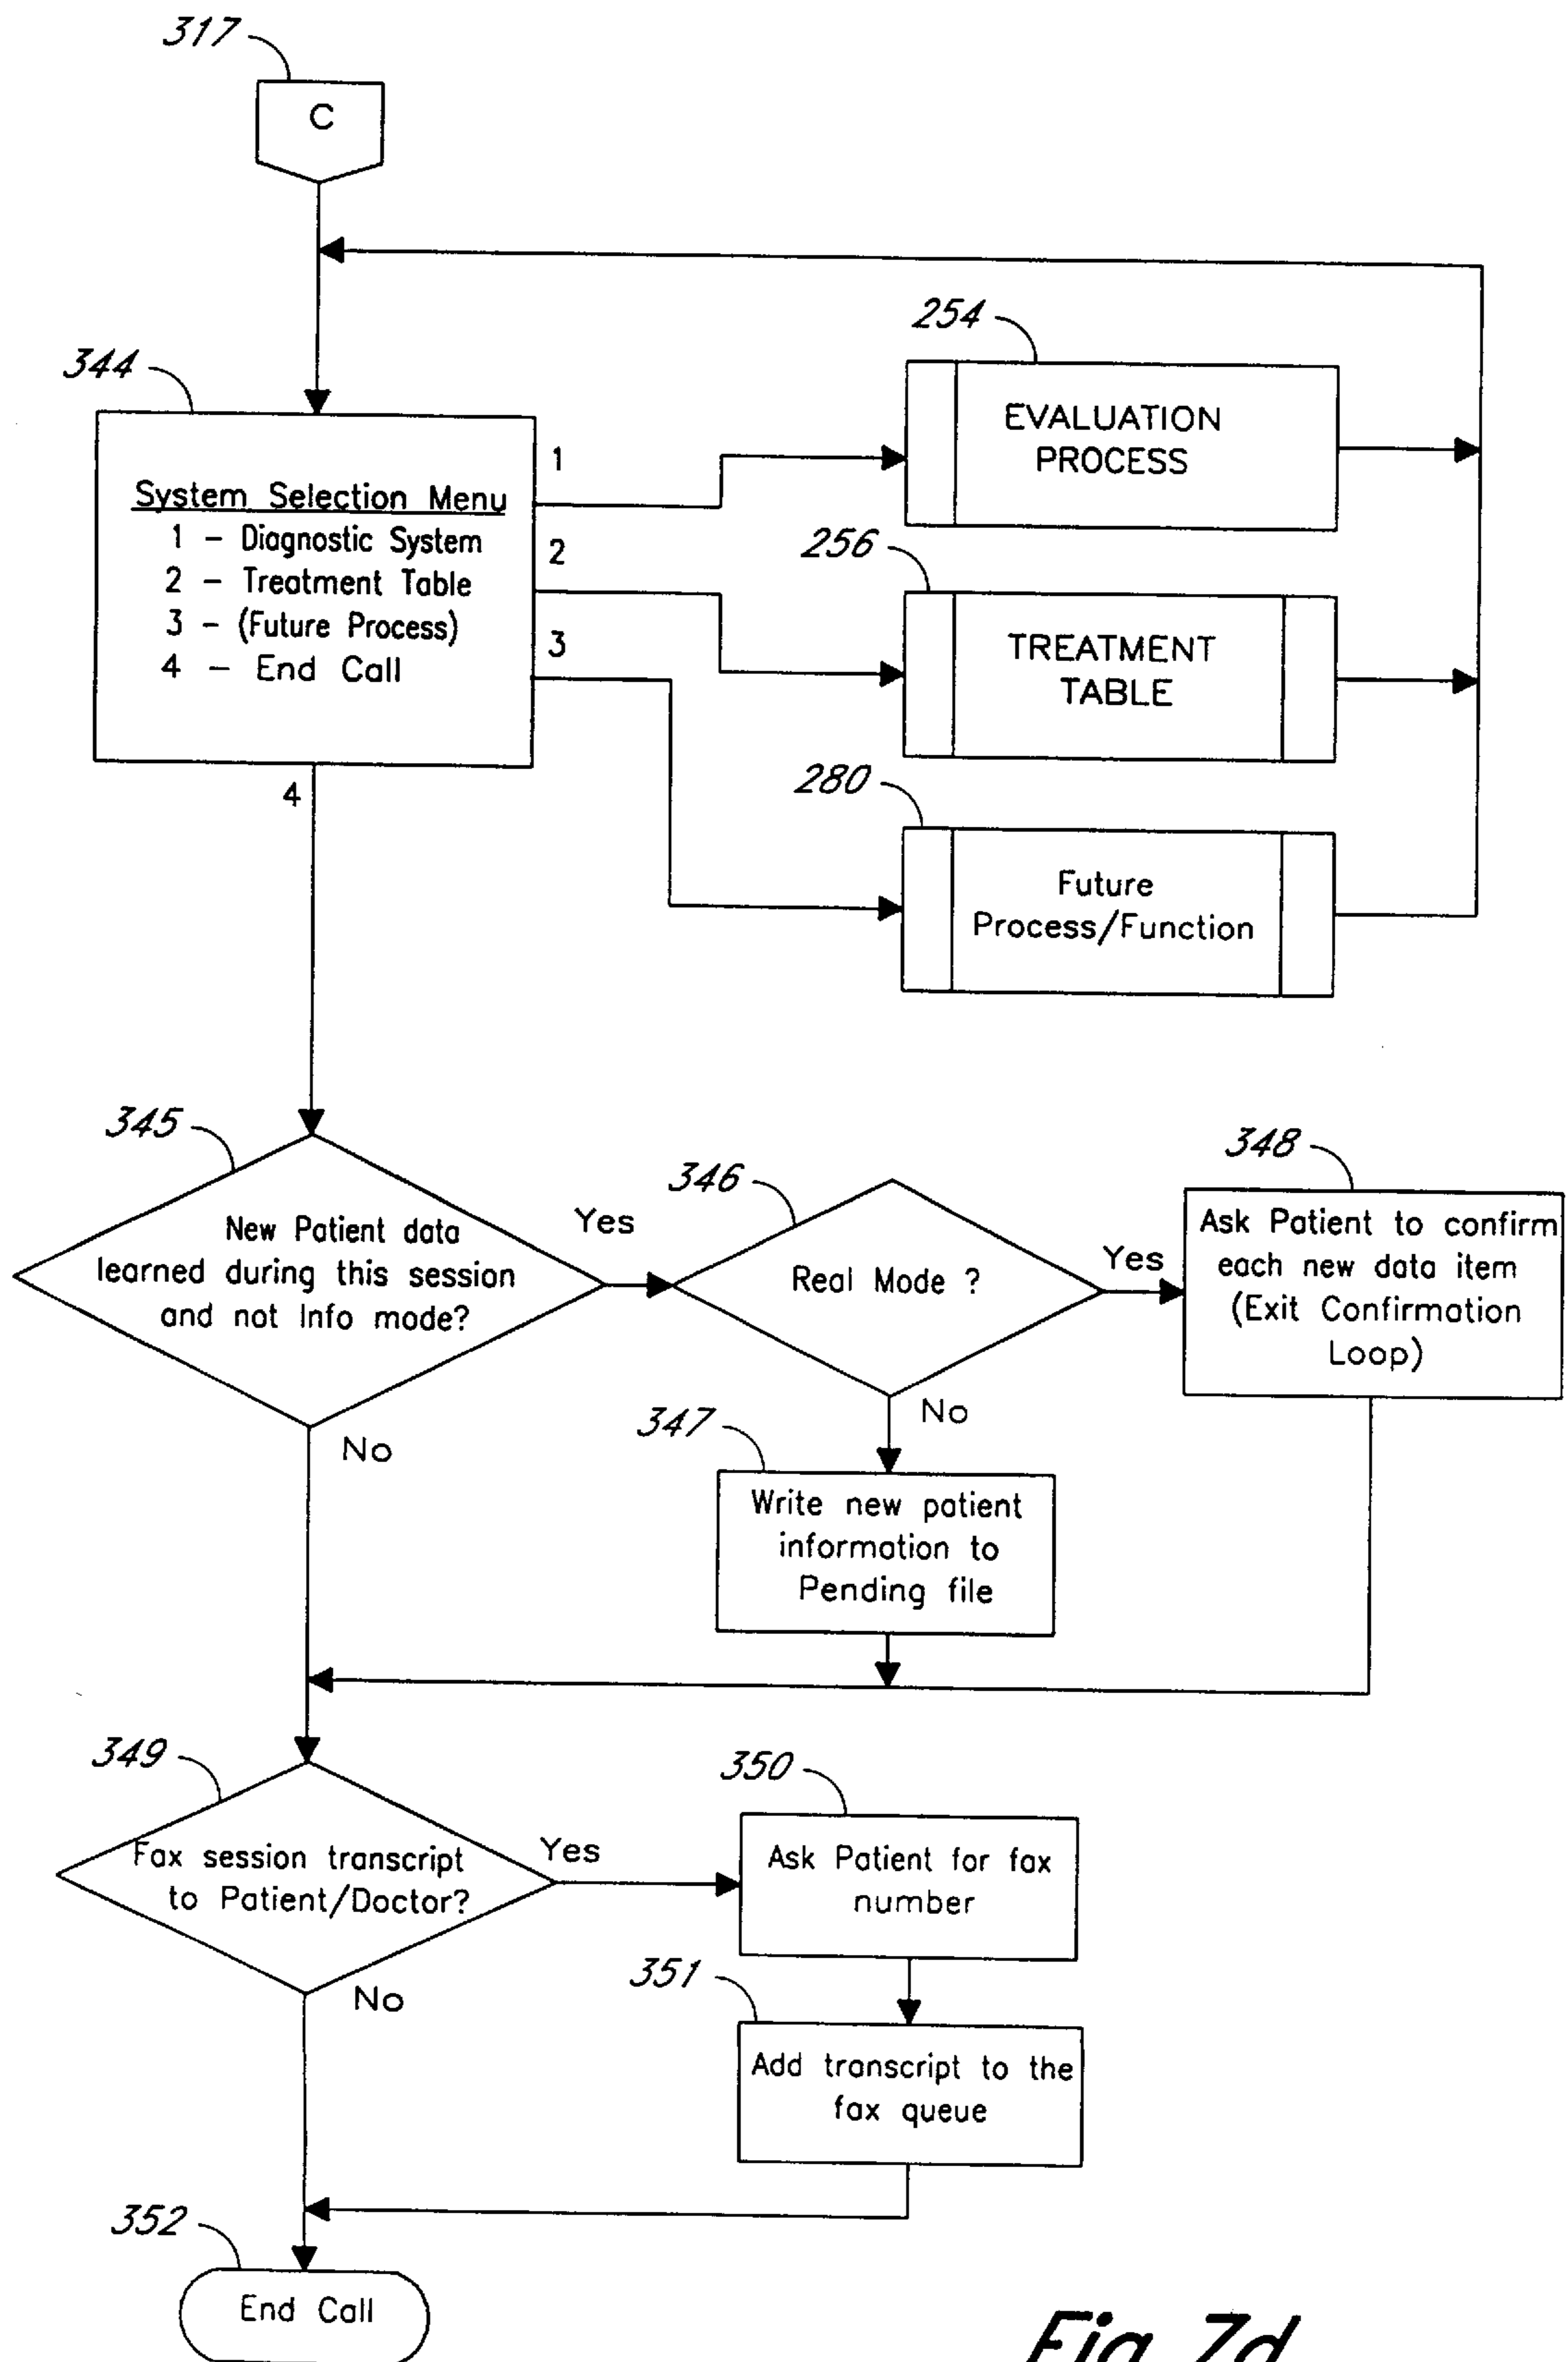 317
C
254
344
EVALUATION
PROCESS
1
System Selection Menu
1 - Diagnostic System
2 - Treatment Table
3 - (Future Process)
4 - End Call
2
256
3
TREATMENT
TABLE
280
4
Future
Process/Function
345
New Patient data
learned during this session
and not Info mode?
Yes
346
Real Mode ?
Yes
348
Ask Patient to confirm
each new data item
(Exit Confirmation
Loop)
No
No
347
Write new patient
information to
Pending file
349
Fax session transcript
to Patient/Doctor?
Yes
350
Ask Patient for fax
number
No
351
Add transcript to the
fax queue
352
End Call
Fig. 7d